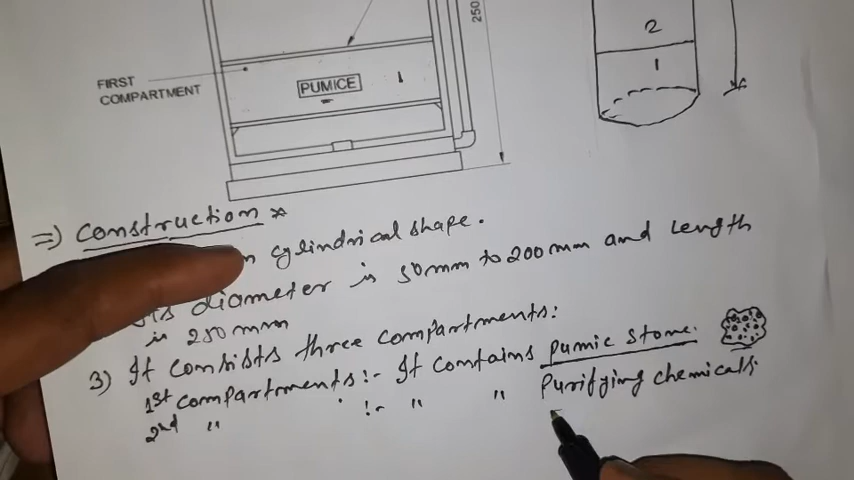 250
2
1
FIRST
COMPARTMENT
PUMICE
1
=) Construction *
n cylindrical shape.
Its diameter is 50mm to 200mm and Length
is 250mm
3) It consists three compartments:
1st compartments :- It contains pumic stone.
2nd " :- " " Purifying chemicals